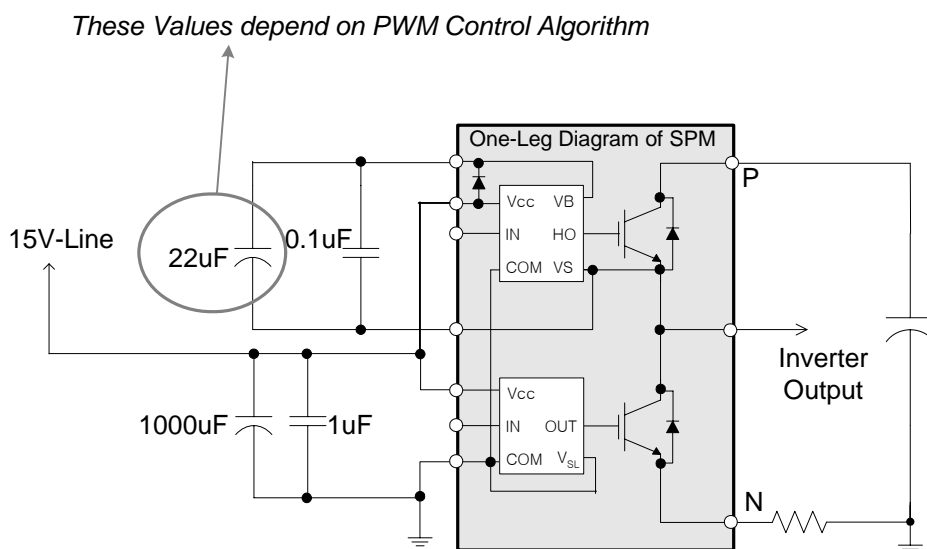 These Values depend on PWM Control Algorithm
One-Leg Diagram of SPM
P
Vcc VB
15V-Line
22uF
0.1uF
IN HO
COM VS
Inverter
Output
Vcc
1000uF
1uF
IN OUT
COM VSL
N